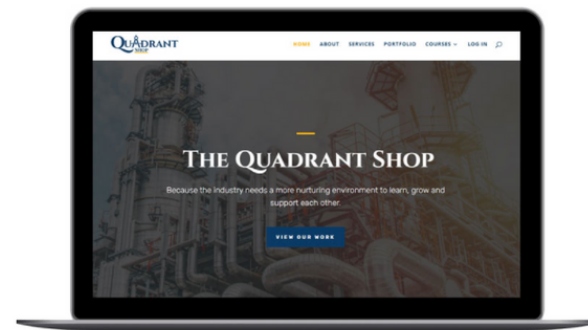 QUADRANT
SHOP
HOME ABOUT SERVICES PORTFOLIO COURSES LOG IN
THE QUADRANT SHOP
Because the industry needs a more nurturing environment to learn, grow and
support each other.
VIEW OUR WORK